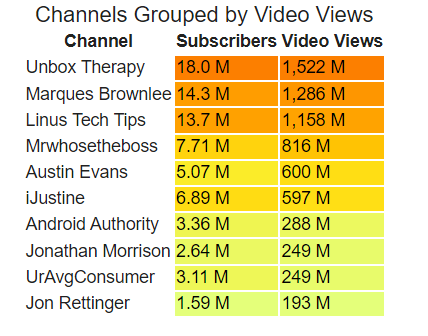 Channels Grouped by Video Views
Channel Subscribers Video Views
Unbox Therapy 18.0 M 1,522 M
Marques Brownlee 14.3 M 1,286 M
Linus Tech Tips 13.7 M 1,158 M
Mrwhosetheboss 7.71 M 816 M
Austin Evans 5.07 M 600 M
iJustine 6.89 M 597 M
Android Authority 3.36 M 288 M
Jonathan Morrison 2.64 M 249 M
UrAvgConsumer 3.11 M 249 M
Jon Rettinger 1.59 M 193 M